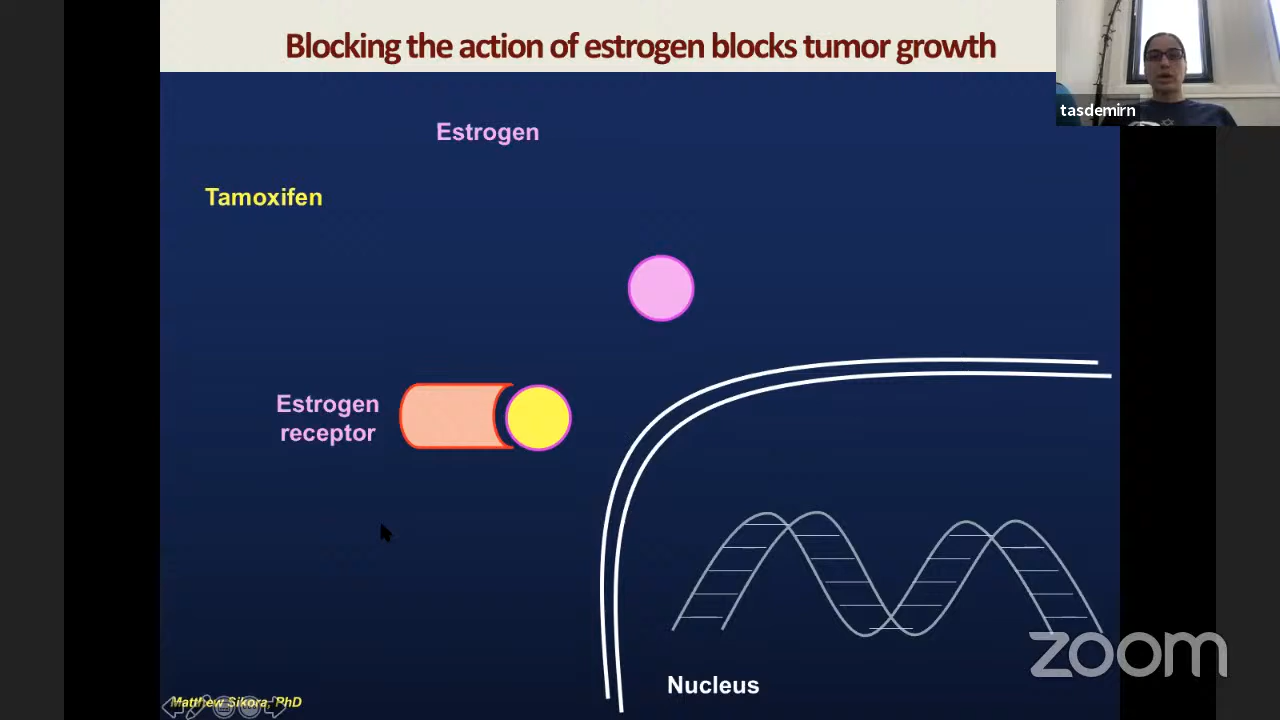 Blocking the action of estrogen blocks tumor growth
tasdemirn
Estrogen
Tamoxifen
Estrogen
receptor
Nucleus
zoom
Matthew Sikora, PhD